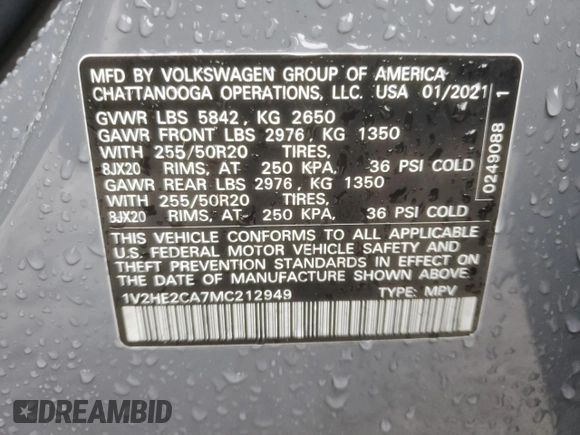 MFD BY VOLKSWAGEN GROUP OF AMERICA
CHATTANOOGA OPERATIONS, LLC. USA 01/2021
GVWR LBS 5842, KG 2650
GAWR FRONT LBS 2976, KG 1350
WITH 255/50R20 TIRES,
8JX20 RIMS, AT 250 KPA, 36 PSI COLD
GAWR REAR LBS 2976, KG 1350
WITH 255/50R20 TIRES,
8JX20 RIMS, AT 250 KPA, 36 PSI COLD
THIS VEHICLE CONFORMS TO ALL APPLICABLE
U.S. FEDERAL MOTOR VEHICLE SAFETY AND
THEFT PREVENTION STANDARDS IN EFFECT ON
THE DATE OF MANUFACTURE SHOWN ABOVE.
1V2HE2CA7MC212949 TYPE: MPV
0249088 1
DREAMBID